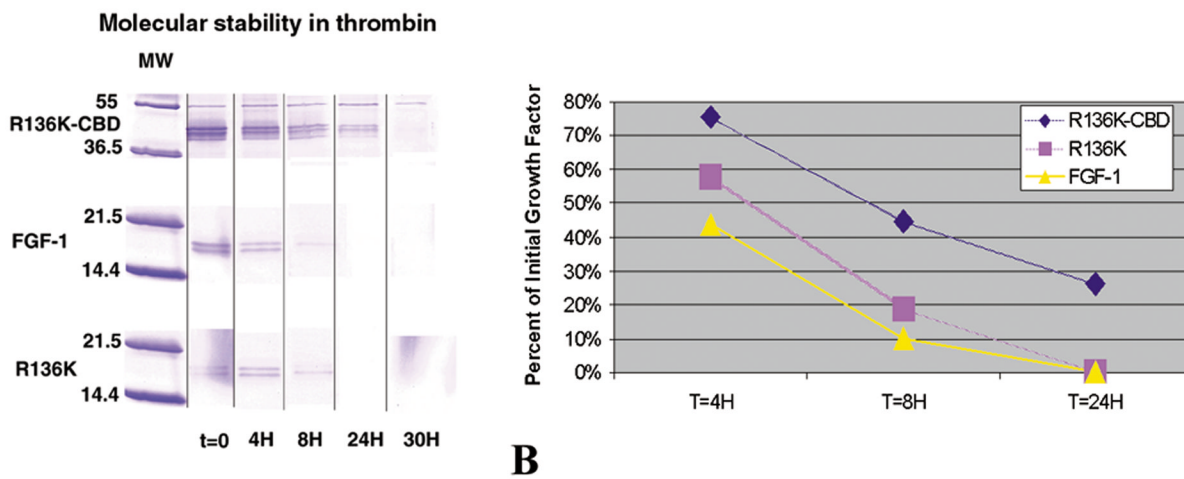 Molecular stability in thrombin
MW
55
R136K-CBD
36.5
21.5
FGF-1
14.4
21.5
R136K
14.4
t=0 4H 8H 24H 30H
B
Percent of Initial Growth Factor
80%
70%
60%
50%
40%
30%
20%
10%
0%
T=4H T=8H T=24H
R136K-CBD
R136K
FGF-1